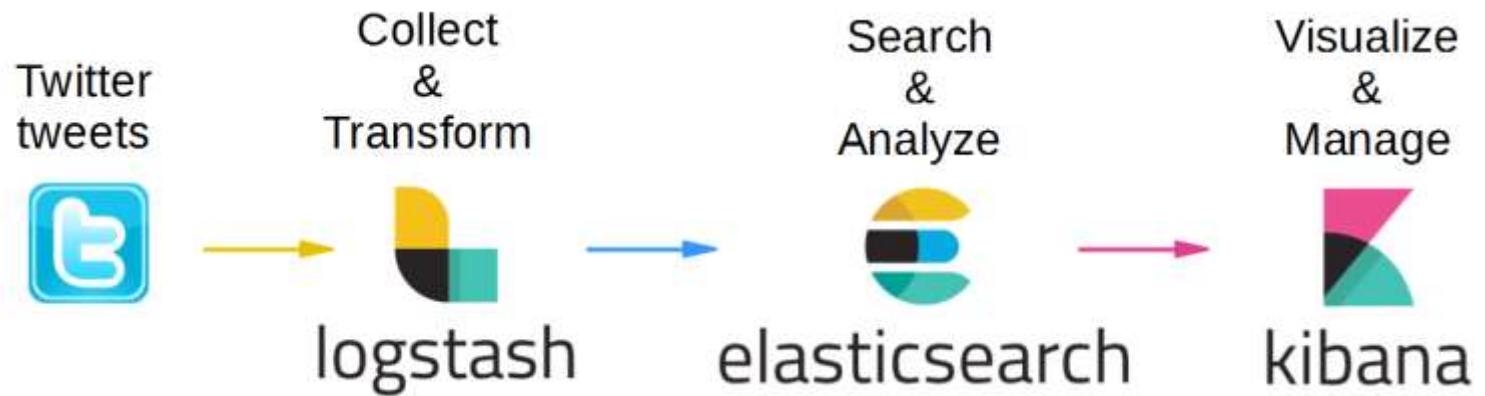 Twitter
tweets
Collect
&
Transform
Search
&
Analyze
Visualize
&
Manage
t
logstash
elasticsearch
kibana